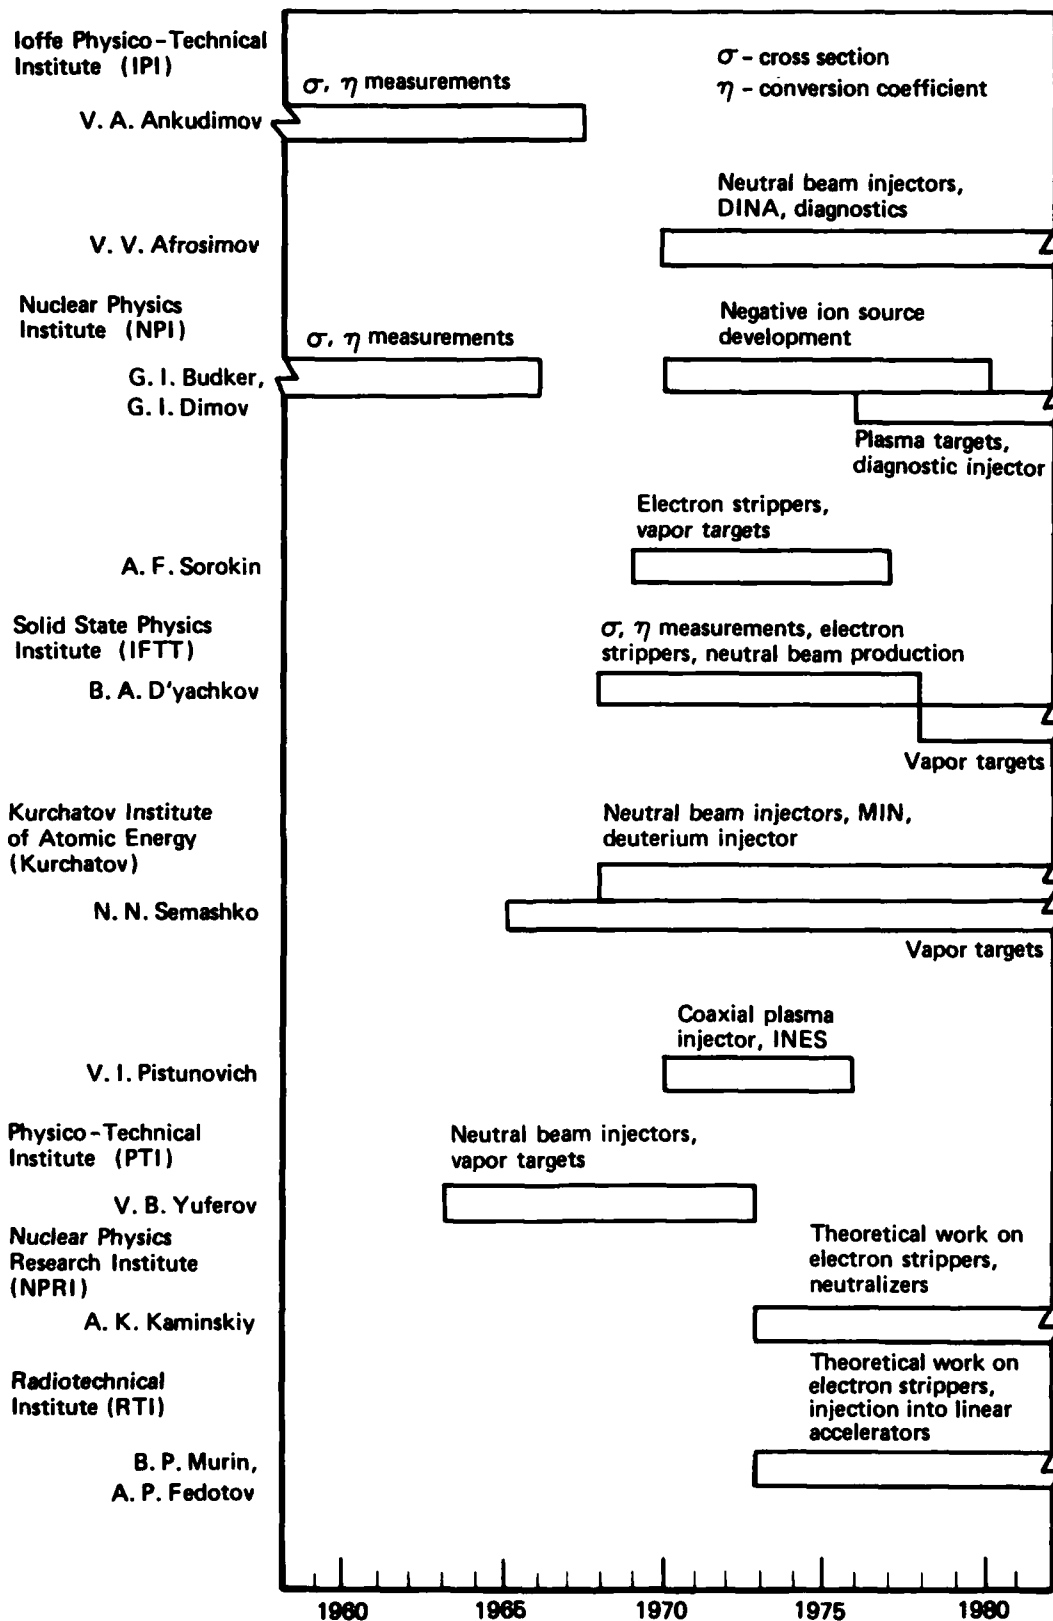 Ioffe Physico-Technical
Institute (IPI)
σ, η measurements
σ - cross section
η - conversion coefficient
V. A. Ankudimov
Neutral beam injectors,
DINA, diagnostics
V. V. Afrosimov
Nuclear Physics
Institute (NPI)
σ, η measurements
Negative ion source
development
G. I. Budker,
G. I. Dimov
Plasma targets,
diagnostic injector
Electron strippers,
vapor targets
A. F. Sorokin
Solid State Physics
Institute (IFTT)
σ, η measurements, electron
strippers, neutral beam production
B. A. D'yachkov
Vapor targets
Kurchatov Institute
of Atomic Energy
(Kurchatov)
Neutral beam injectors, MIN,
deuterium injector
N. N. Semashko
Vapor targets
Coaxial plasma
injector, INES
V. I. Pistunovich
Physico-Technical
Institute (PTI)
Neutral beam injectors,
vapor targets
V. B. Yuferov
Nuclear Physics
Research Institute
(NPRI)
Theoretical work on
electron strippers,
neutralizers
A. K. Kaminskiy
Radiotechnical
Institute (RTI)
Theoretical work on
electron strippers,
injection into linear
accelerators
B. P. Murin,
A. P. Fedotov
1960 1965 1970 1975 1980